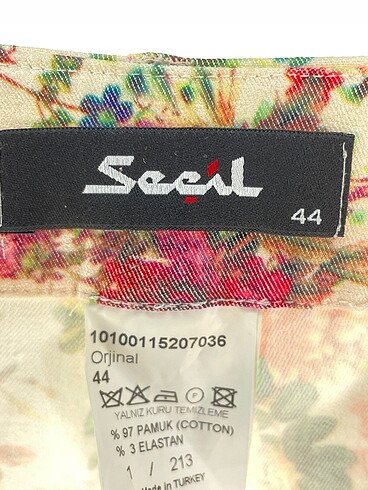 Seçil
44
10100115207036
Orjinal
44
YALNIZ KURU TEMİZLEME
% 97 PAMUK (COTTON)
% 3 ELASTAN
1 / 213
Made in TURKEY